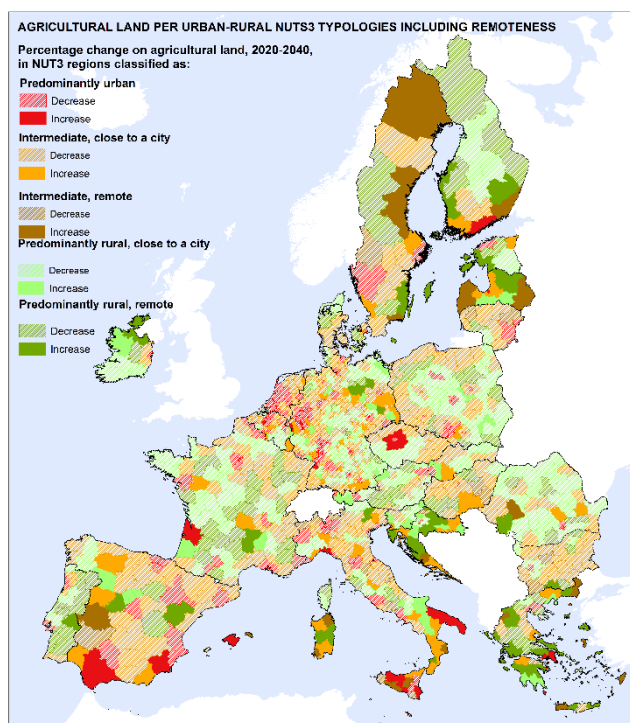 AGRICULTURAL LAND PER URBAN-RURAL NUTS3 TYPOLOGIES INCLUDING REMOTENESS
Percentage change on agricultural land, 2020-2040,
in NUT3 regions classified as:
Predominantly urban
Decrease
Increase
Intermediate, close to a city
Decrease
Increase
Intermediate, remote
Decrease
Increase
Predominantly rural, close to a city
Decrease
Increase
Predominantly rural, remote
Decrease
Increase